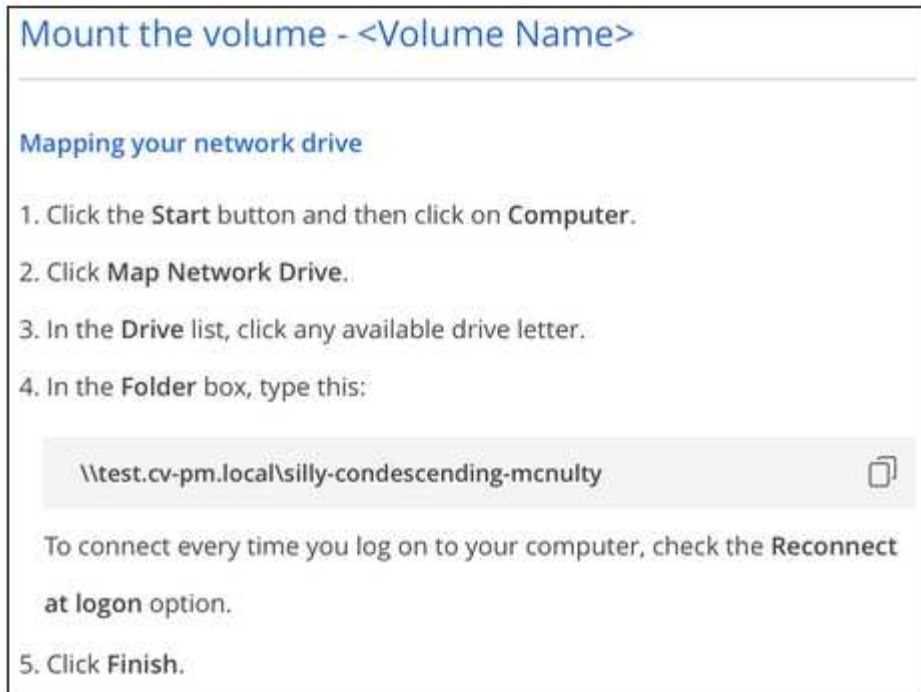 Mount the volume - <Volume Name>
Mapping your network drive
1. Click the Start button and then click on Computer.
2. Click Map Network Drive.
3. In the Drive list, click any available drive letter.
4. In the Folder box, type this:
\\test.cv-pm.local\silly-condescending-mcnulty
To connect every time you log on to your computer, check the Reconnect
at logon option.
5. Click Finish.